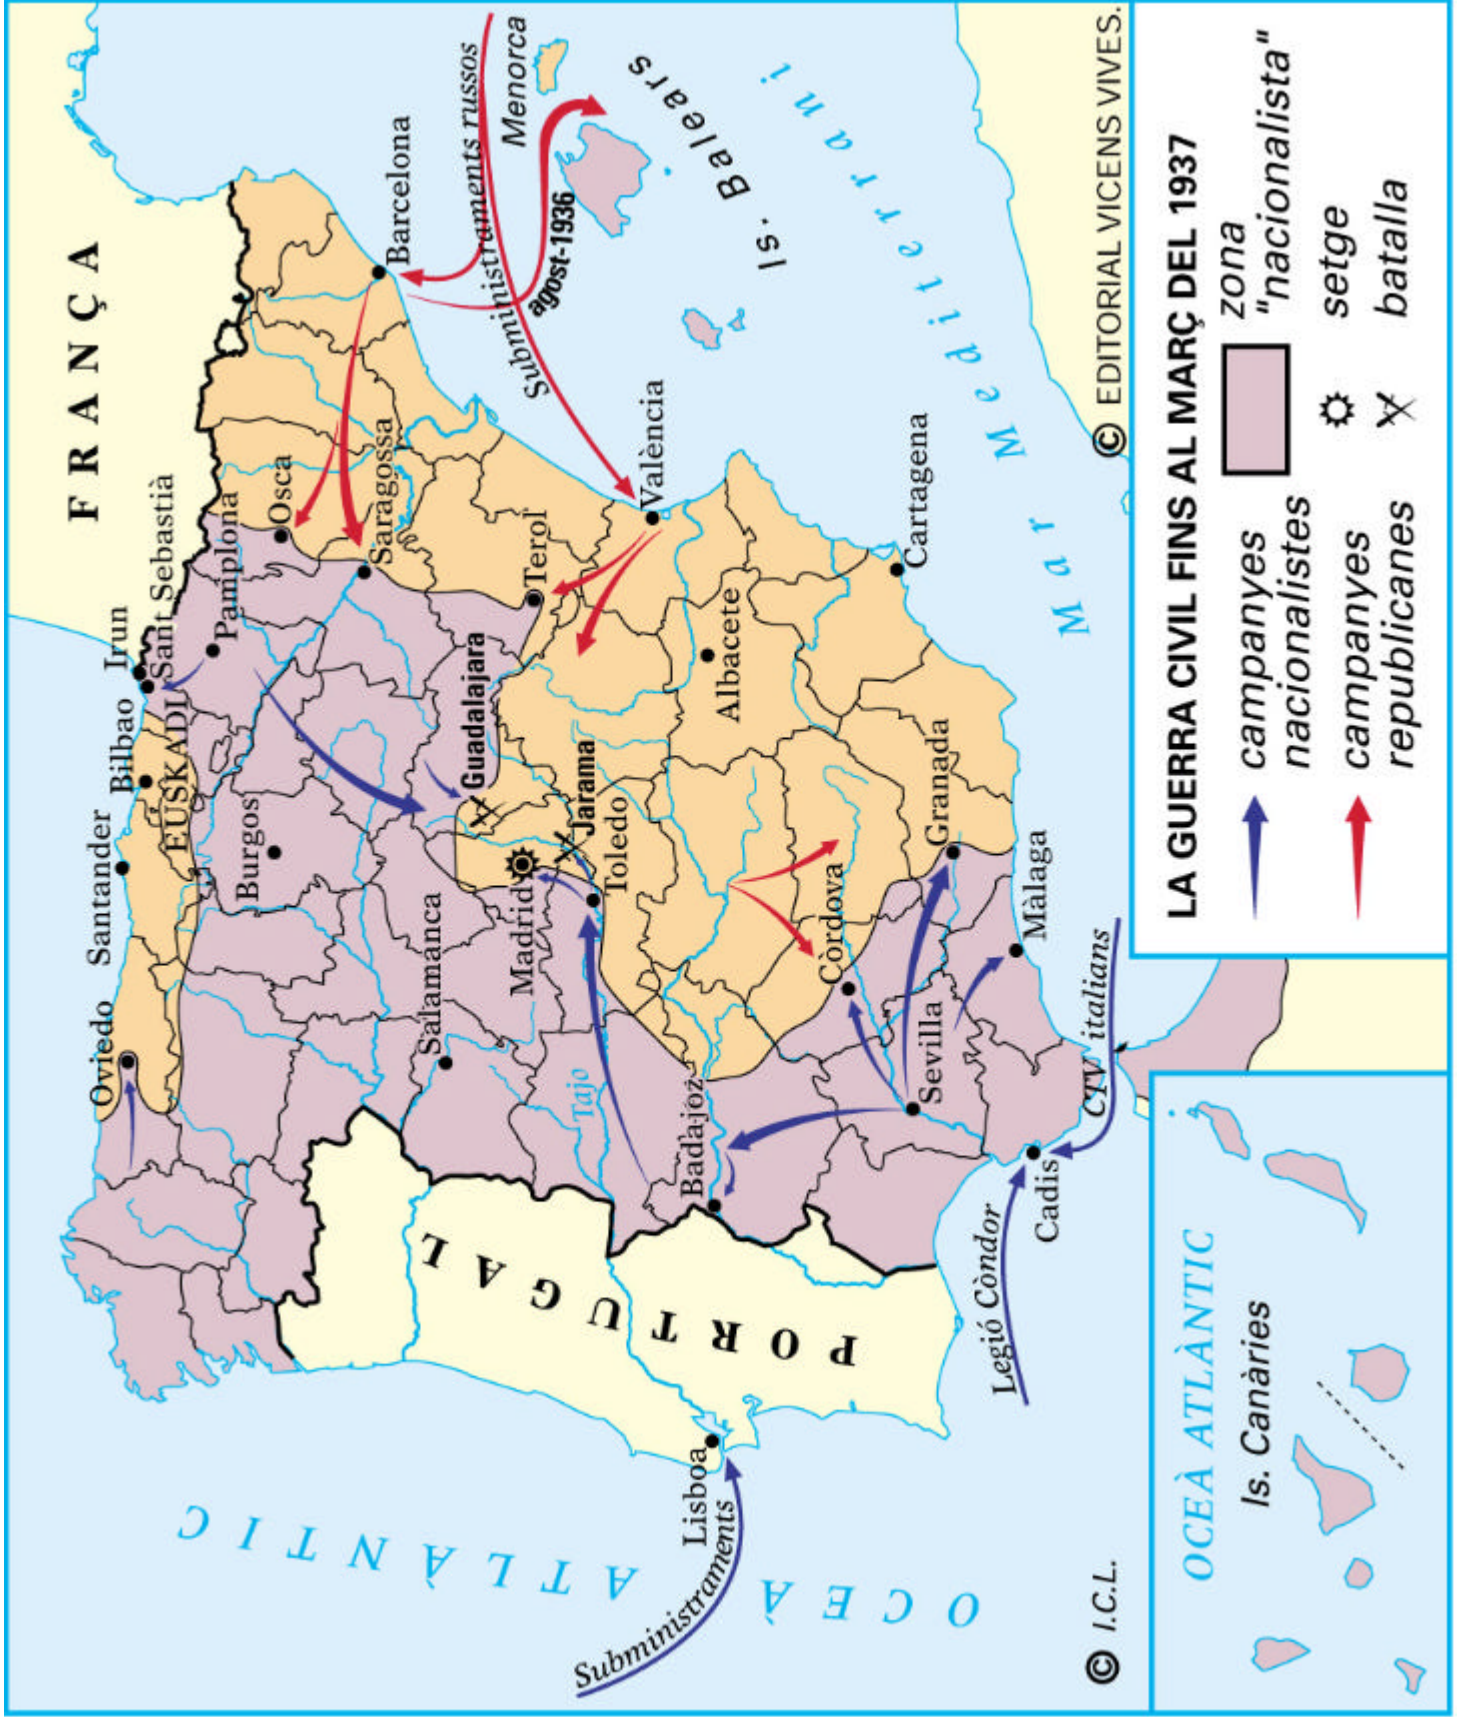 FRANÇA
Oviedo
Santander
Bilbao
Irun
Sant Sebastià
EUSKADI
Pamplona
Osca
Burgos
Saragossa
Barcelona
Subministraments russos
Menorca
agost-1936
Salamanca
Guadalajara
Madrid
Jarama
Terol
Toledo
Tajo
València
Is. Balears
Mar Mediterrani
PORTUGAL
Lisboa
Subministraments
Badajoz
Albacete
Còrdova
Sevilla
Granada
Cartagena
Màlaga
Cadis
Legió Còndor
CTV italians
OCEÀ ATLÀNTIC
© I.C.L.
© EDITORIAL VICENS VIVES.
OCEÀ ATLÀNTIC
Is. Canàries
LA GUERRA CIVIL FINS AL MARÇ DEL 1937
campanyes
nacionalistes
zona
"nacionalista"
campanyes
republicanes
setge
batalla